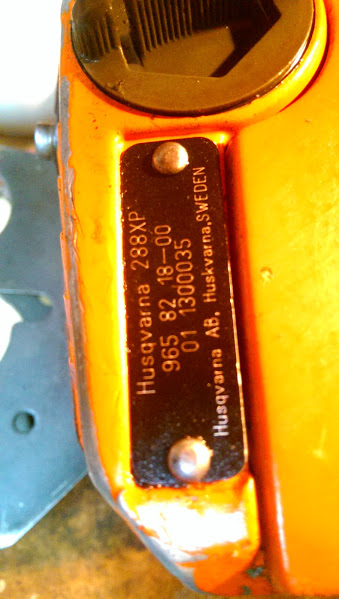 Husqvarna 288XP
965 82 18-00
01 1300035
Husqvarna AB, Huskvarna, SWEDEN